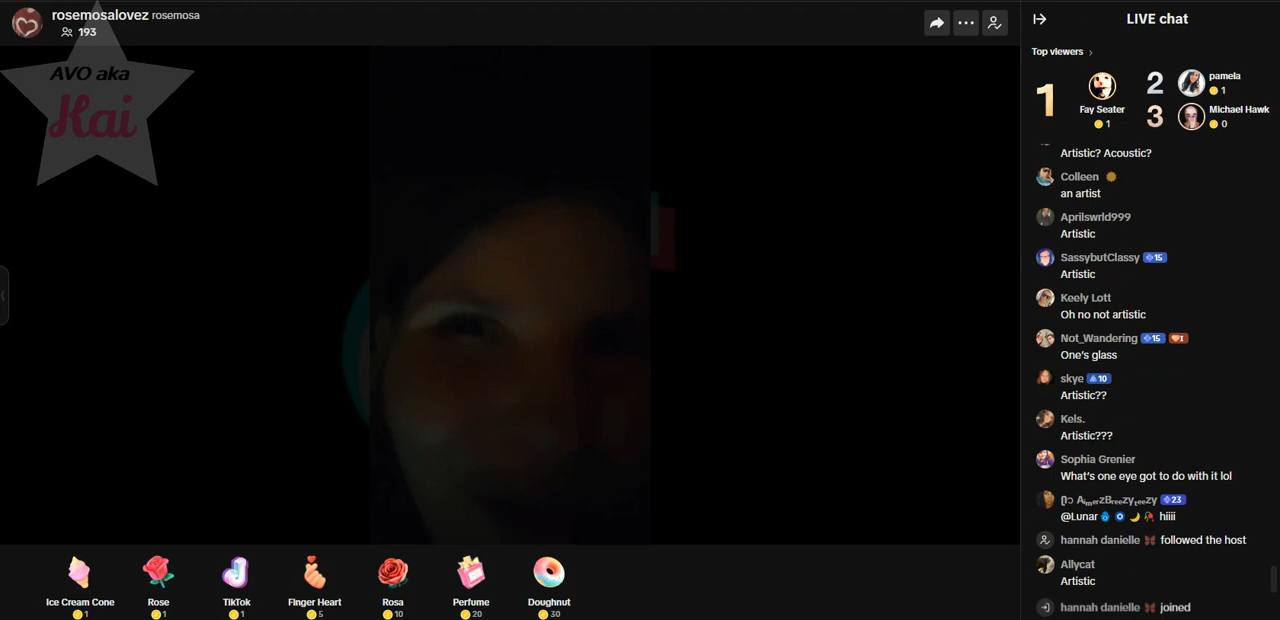 rosemosalovez rosemosa
193
AVO aka
Kai
LIVE chat
Top viewers
1
Fay Seater
1
2
pamela
1
3
Michael Hawk
0
Artistic? Acoustic?
Colleen
an artist
Aprilswrld999
Artistic
SassybutClassy 15
Artistic
Keely Lott
Oh no not artistic
Not_Wandering 15 I
One's glass
skye 10
Artistic??
Kels.
Artistic???
Sophia Grenier
What's one eye got to do with it lol
23
@Lunar hiiii
hannah danielle followed the host
Allycat
Artistic
hannah danielle joined
Ice Cream Cone
1
Rose
1
TikTok
1
Finger Heart
5
Rosa
10
Perfume
20
Doughnut
30